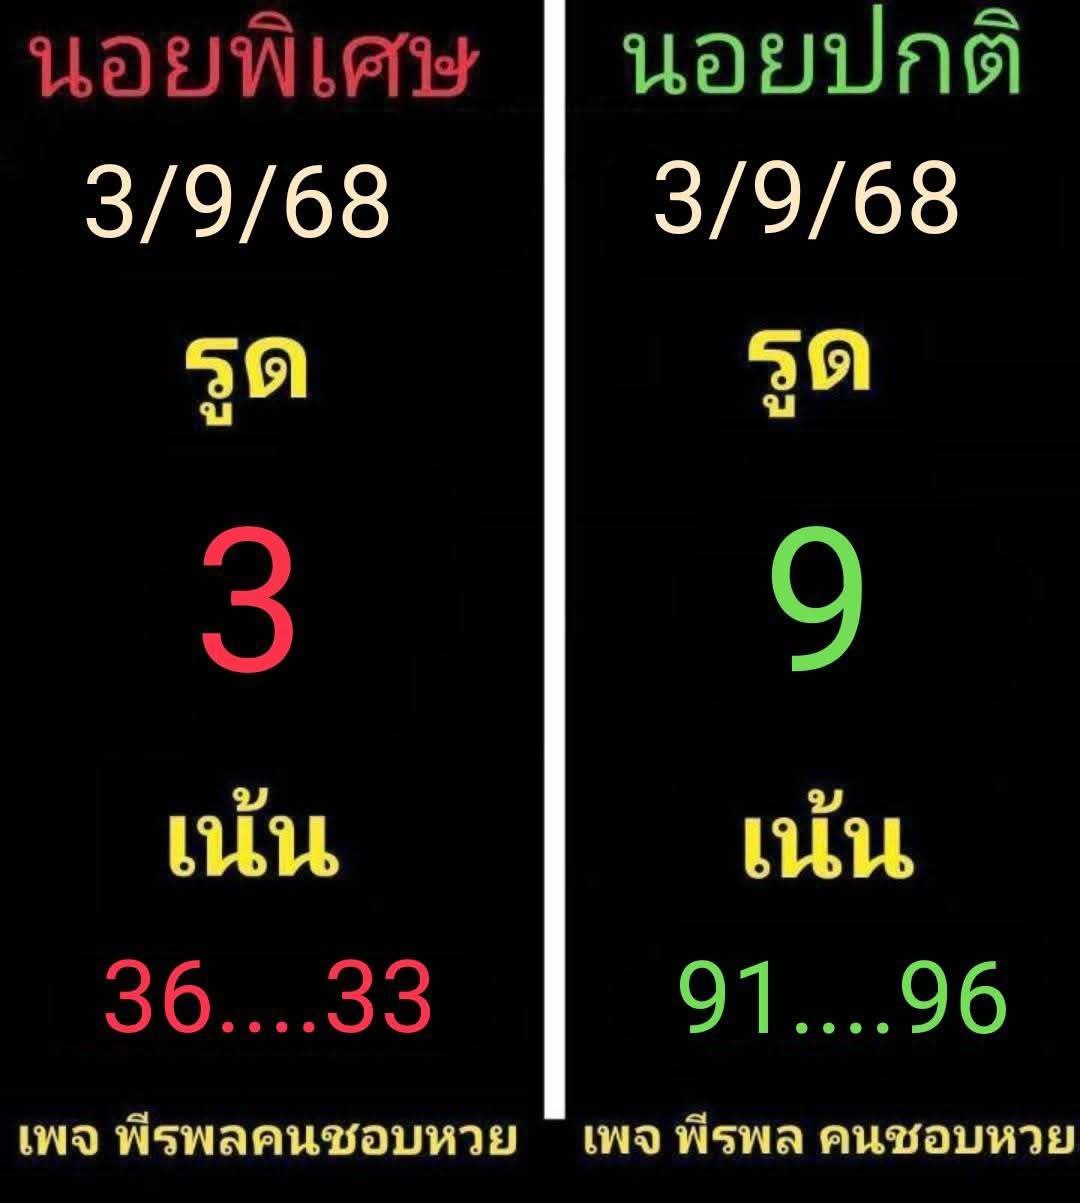 นอยพิเศษ
3/9/68
รูด
3
เน้น
36....33
เพจ พีรพลคนชอบหวย
นอยปกติ
3/9/68
รูด
9
เน้น
91....96
เพจ พีรพล คนชอบหวย